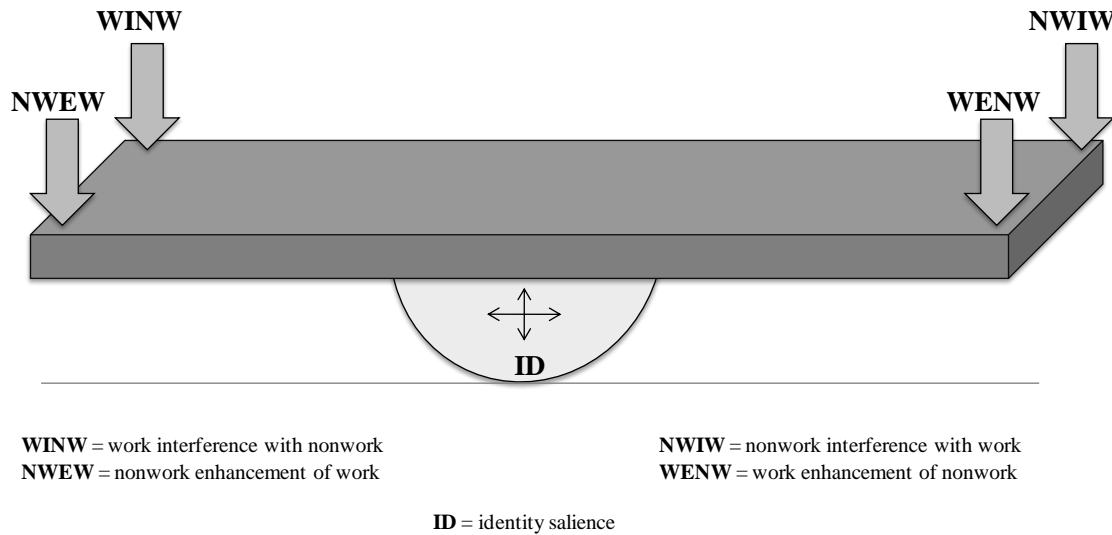 WINW
NWIW
NWEW
WENW
ID
WINW = work interference with nonwork
NWEW = nonwork enhancement of work
NWIW = nonwork interference with work
WENW = work enhancement of nonwork
ID = identity salience